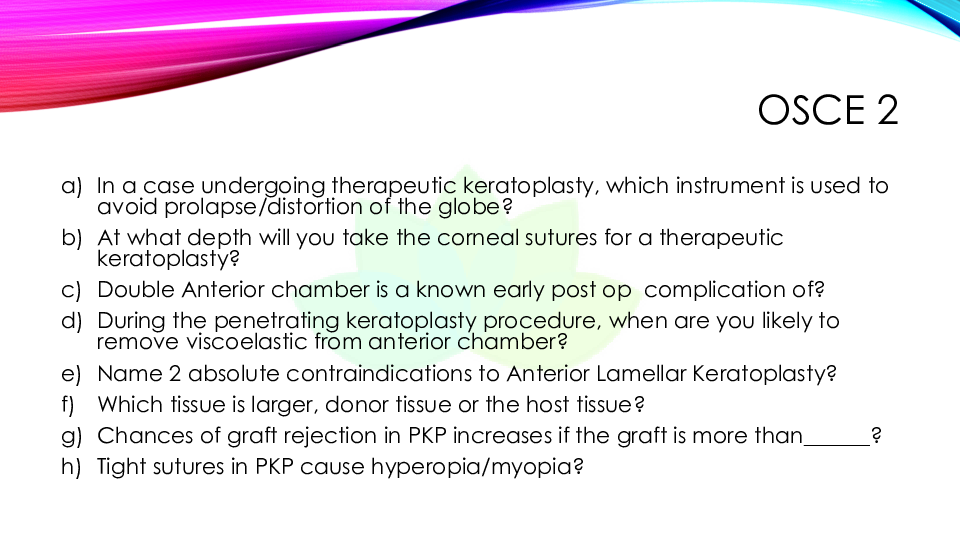 OSCE 2
a) In a case undergoing therapeutic keratoplasty, which instrument is used to
avoid prolapse/distortion of the globe?
b) At what depth will you take the corneal sutures for a therapeutic
keratoplasty?
c) Double Anterior chamber is a known early post op complication of?
d) During the penetrating keratoplasty procedure, when are you likely to
remove viscoelastic from anterior chamber?
e) Name 2 absolute contraindications to Anterior Lamellar Keratoplasty?
f) Which tissue is larger, donor tissue or the host tissue?
g) Chances of graft rejection in PKP increases if the graft is more than______?
h) Tight sutures in PKP cause hyperopia/myopia?